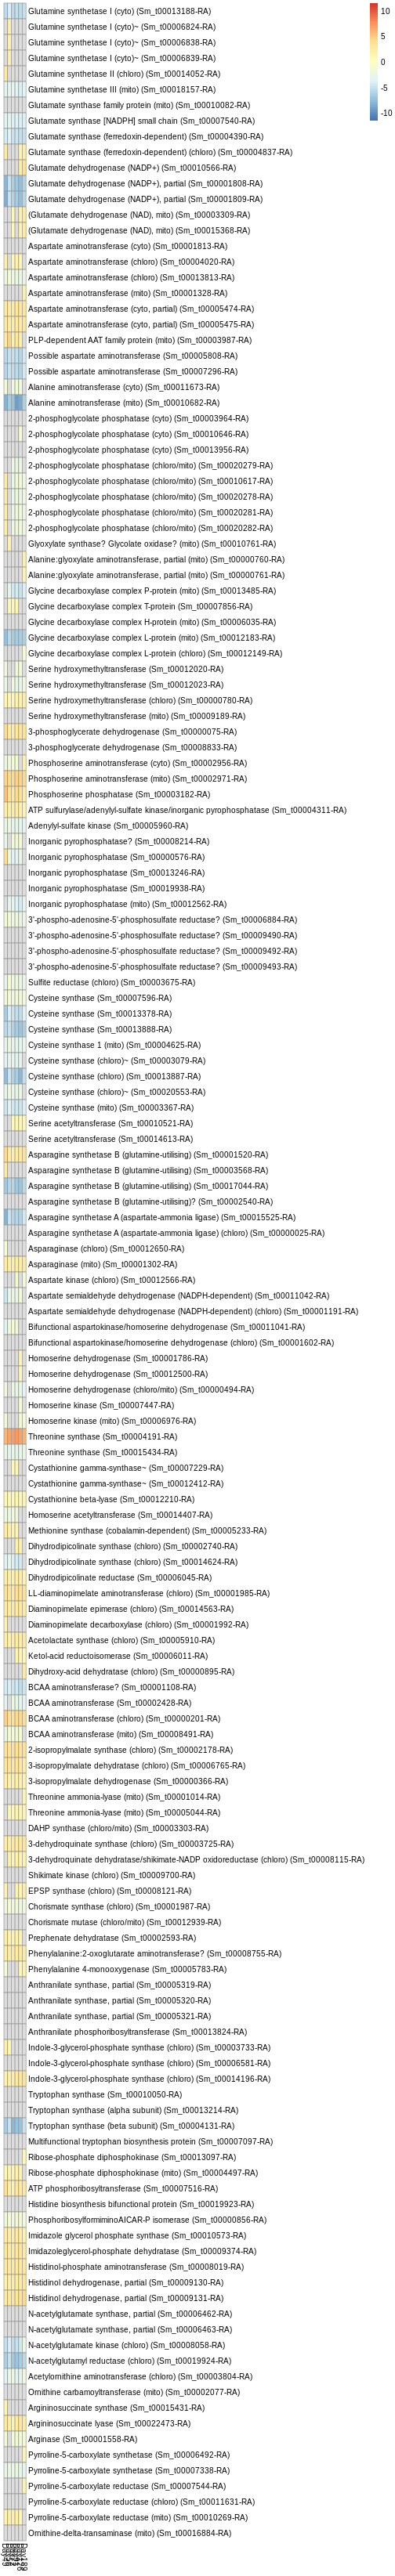 Glutamine synthetase I (cyto) (Sm_t00013188-RA)
10
Glutamine synthetase I (cyto)~ (Sm_t00006824-RA)
Glutamine synthetase I (cyto)~ (Sm_t00006838-RA)
5
Glutamine synthetase I (cyto)~ (Sm_t00006839-RA)
0
Glutamine synthetase II (chloro) (Sm_t00014052-RA)
-5
Glutamine synthetase III (mito) (Sm_t00018157-RA)
Glutamate synthase family protein (mito) (Sm_t00010082-RA)
-10
Glutamate synthase [NADPH] small chain (Sm_t00007540-RA)
Glutamate synthase (ferredoxin-dependent) (Sm_t00004390-RA)
Glutamate synthase (ferredoxin-dependent) (chloro) (Sm_t00004837-RA)
Glutamate dehydrogenase (NADP+) (Sm_t00010566-RA)
Glutamate dehydrogenase (NADP+), partial (Sm_t00001808-RA)
Glutamate dehydrogenase (NADP+), partial (Sm_t00001809-RA)
(Glutamate dehydrogenase (NAD), mito) (Sm_t00003309-RA)
(Glutamate dehydrogenase (NAD), mito) (Sm_t00015368-RA)
Aspartate aminotransferase (cyto) (Sm_t00001813-RA)
Aspartate aminotransferase (chloro) (Sm_t00004020-RA)
Aspartate aminotransferase (chloro) (Sm_t00013813-RA)
Aspartate aminotransferase (mito) (Sm_t00001328-RA)
Aspartate aminotransferase (cyto, partial) (Sm_t00005474-RA)
Aspartate aminotransferase (cyto, partial) (Sm_t00005475-RA)
PLP-dependent AAT family protein (mito) (Sm_t00003987-RA)
Possible aspartate aminotransferase (Sm_t00005808-RA)
Possible aspartate aminotransferase (Sm_t00007296-RA)
Alanine aminotransferase (cyto) (Sm_t00011673-RA)
Alanine aminotransferase (mito) (Sm_t00010682-RA)
2-phosphoglycolate phosphatase (cyto) (Sm_t00003964-RA)
2-phosphoglycolate phosphatase (cyto) (Sm_t00010646-RA)
2-phosphoglycolate phosphatase (cyto) (Sm_t00013956-RA)
2-phosphoglycolate phosphatase (chloro/mito) (Sm_t00020279-RA)
2-phosphoglycolate phosphatase (chloro/mito) (Sm_t00010617-RA)
2-phosphoglycolate phosphatase (chloro/mito) (Sm_t00020278-RA)
2-phosphoglycolate phosphatase (chloro/mito) (Sm_t00020281-RA)
2-phosphoglycolate phosphatase (chloro/mito) (Sm_t00020282-RA)
Glyoxylate synthase? Glycolate oxidase? (mito) (Sm_t00010761-RA)
Alanine:glyoxylate aminotransferase, partial (mito) (Sm_t00000760-RA)
Alanine:glyoxylate aminotransferase, partial (mito) (Sm_t00000761-RA)
Glycine decarboxylase complex P-protein (mito) (Sm_t00013485-RA)
Glycine decarboxylase complex T-protein (Sm_t00007856-RA)
Glycine decarboxylase complex H-protein (mito) (Sm_t00006035-RA)
Glycine decarboxylase complex L-protein (mito) (Sm_t00012183-RA)
Glycine decarboxylase complex L-protein (chloro) (Sm_t00012149-RA)
Serine hydroxymethyltransferase (Sm_t00012020-RA)
Serine hydroxymethyltransferase (Sm_t00012023-RA)
Serine hydroxymethyltransferase (chloro) (Sm_t00000780-RA)
Serine hydroxymethyltransferase (mito) (Sm_t00009189-RA)
3-phosphoglycerate dehydrogenase (Sm_t00000075-RA)
3-phosphoglycerate dehydrogenase (Sm_t00008833-RA)
Phosphoserine aminotransferase (cyto) (Sm_t00002956-RA)
Phosphoserine aminotransferase (mito) (Sm_t00002971-RA)
Phosphoserine phosphatase (Sm_t00003182-RA)
ATP sulfurylase/adenylyl-sulfate kinase/inorganic pyrophosphatase (Sm_t00004311-RA)
Adenylyl-sulfate kinase (Sm_t00005960-RA)
Inorganic pyrophosphatase? (Sm_t00008214-RA)
Inorganic pyrophosphatase (Sm_t00000576-RA)
Inorganic pyrophosphatase (Sm_t00013246-RA)
Inorganic pyrophosphatase (Sm_t00019938-RA)
Inorganic pyrophosphatase (mito) (Sm_t00012562-RA)
3'-phospho-adenosine-5'-phosphosulfate reductase? (Sm_t00006884-RA)
3'-phospho-adenosine-5'-phosphosulfate reductase? (Sm_t00009490-RA)
3'-phospho-adenosine-5'-phosphosulfate reductase? (Sm_t00009492-RA)
3'-phospho-adenosine-5'-phosphosulfate reductase? (Sm_t00009493-RA)
Sulfite reductase (chloro) (Sm_t00003675-RA)
Cysteine synthase (Sm_t00007596-RA)
Cysteine synthase (Sm_t00013378-RA)
Cysteine synthase (Sm_t00013888-RA)
Cysteine synthase 1 (mito) (Sm_t00004625-RA)
Cysteine synthase (chloro)~ (Sm_t00003079-RA)
Cysteine synthase (chloro) (Sm_t00013887-RA)
Cysteine synthase (chloro)~ (Sm_t00020553-RA)
Cysteine synthase (mito) (Sm_t00003367-RA)
Serine acetyltransferase (Sm_t00010521-RA)
Serine acetyltransferase (Sm_t00014613-RA)
Asparagine synthetase B (glutamine-utilising) (Sm_t00001520-RA)
Asparagine synthetase B (glutamine-utilising) (Sm_t00003568-RA)
Asparagine synthetase B (glutamine-utilising) (Sm_t00017044-RA)
Asparagine synthetase B (glutamine-utilising)? (Sm_t00002540-RA)
Asparagine synthetase A (aspartate-ammonia ligase) (Sm_t00015525-RA)
Asparagine synthetase A (aspartate-ammonia ligase) (chloro) (Sm_t00000025-RA)
Asparaginase (chloro) (Sm_t00012650-RA)
Asparaginase (mito) (Sm_t00001302-RA)
Aspartate kinase (chloro) (Sm_t00012566-RA)
Aspartate semialdehyde dehydrogenase (NADPH-dependent) (Sm_t00011042-RA)
Aspartate semialdehyde dehydrogenase (NADPH-dependent) (chloro) (Sm_t00001191-RA)
Bifunctional aspartokinase/homoserine dehydrogenase (Sm_t00011041-RA)
Bifunctional aspartokinase/homoserine dehydrogenase (chloro) (Sm_t00001602-RA)
Homoserine dehydrogenase (Sm_t00001786-RA)
Homoserine dehydrogenase (Sm_t00012500-RA)
Homoserine dehydrogenase (chloro/mito) (Sm_t00000494-RA)
Homoserine kinase (Sm_t00007447-RA)
Homoserine kinase (mito) (Sm_t00006976-RA)
Threonine synthase (Sm_t00004191-RA)
Threonine synthase (Sm_t00015434-RA)
Cystathionine gamma-synthase~ (Sm_t00007229-RA)
Cystathionine gamma-synthase~ (Sm_t00012412-RA)
Cystathionine beta-lyase (Sm_t00012210-RA)
Homoserine acetyltransferase (Sm_t00014407-RA)
Methionine synthase (cobalamin-dependent) (Sm_t00005233-RA)
Dihydrodipicolinate synthase (chloro) (Sm_t00002740-RA)
Dihydrodipicolinate synthase (chloro) (Sm_t00014624-RA)
Dihydrodipicolinate reductase (Sm_t00006045-RA)
LL-diaminopimelate aminotransferase (chloro) (Sm_t00001985-RA)
Diaminopimelate epimerase (chloro) (Sm_t00014563-RA)
Diaminopimelate decarboxylase (chloro) (Sm_t00001992-RA)
Acetolactate synthase (chloro) (Sm_t00005910-RA)
Ketol-acid reductoisomerase (Sm_t00006011-RA)
Dihydroxy-acid dehydratase (chloro) (Sm_t00000895-RA)
BCAA aminotransferase? (Sm_t00001108-RA)
BCAA aminotransferase (Sm_t00002428-RA)
BCAA aminotransferase (chloro) (Sm_t00000201-RA)
BCAA aminotransferase (mito) (Sm_t00008491-RA)
2-isopropylmalate synthase (chloro) (Sm_t00002178-RA)
3-isopropylmalate dehydratase (chloro) (Sm_t00006765-RA)
3-isopropylmalate dehydrogenase (Sm_t00000366-RA)
Threonine ammonia-lyase (mito) (Sm_t00001014-RA)
Threonine ammonia-lyase (mito) (Sm_t00005044-RA)
DAHP synthase (chloro/mito) (Sm_t00003303-RA)
3-dehydroquinate synthase (chloro) (Sm_t00003725-RA)
3-dehydroquinate dehydratase/shikimate-NADP oxidoreductase (chloro) (Sm_t00008115-RA)
Shikimate kinase (chloro) (Sm_t00009700-RA)
EPSP synthase (chloro) (Sm_t00008121-RA)
Chorismate synthase (chloro) (Sm_t00001987-RA)
Chorismate mutase (chloro/mito) (Sm_t00012939-RA)
Prephenate dehydratase (Sm_t00002593-RA)
Phenylalanine:2-oxoglutarate aminotransferase? (Sm_t00008755-RA)
Phenylalanine 4-monooxygenase (Sm_t00005783-RA)
Anthranilate synthase, partial (Sm_t00005319-RA)
Anthranilate synthase, partial (Sm_t00005320-RA)
Anthranilate synthase, partial (Sm_t00005321-RA)
Anthranilate phosphoribosyltransferase (Sm_t00013824-RA)
Indole-3-glycerol-phosphate synthase (chloro) (Sm_t00003733-RA)
Indole-3-glycerol-phosphate synthase (chloro) (Sm_t00006581-RA)
Indole-3-glycerol-phosphate synthase (chloro) (Sm_t00014196-RA)
Tryptophan synthase (Sm_t00010050-RA)
Tryptophan synthase (alpha subunit) (Sm_t00013214-RA)
Tryptophan synthase (beta subunit) (Sm_t00004131-RA)
Multifunctional tryptophan biosynthesis protein (Sm_t00007097-RA)
Ribose-phosphate diphosphokinase (Sm_t00013097-RA)
Ribose-phosphate diphosphokinase (mito) (Sm_t00004497-RA)
ATP phosphoribosyltransferase (Sm_t00007516-RA)
Histidine biosynthesis bifunctional protein (Sm_t00019923-RA)
PhosphoribosylforminoAICAR-P isomerase (Sm_t00000856-RA)
Imidazole glycerol phosphate synthase (Sm_t00010573-RA)
Imidazoleglycerol-phosphate dehydratase (Sm_t00009374-RA)
Histidinol-phosphate aminotransferase (Sm_t00008019-RA)
Histidinol dehydrogenase, partial (Sm_t00009130-RA)
Histidinol dehydrogenase, partial (Sm_t00009131-RA)
N-acetylglutamate synthase, partial (Sm_t00006462-RA)
N-acetylglutamate synthase, partial (Sm_t00006463-RA)
N-acetylglutamate kinase (chloro) (Sm_t00008058-RA)
N-acetylglutamyl reductase (chloro) (Sm_t00019924-RA)
Acetylornithine aminotransferase (chloro) (Sm_t00003804-RA)
Ornithine carbamoyltransferase (mito) (Sm_t00002077-RA)
Argininosuccinate synthase (Sm_t00015431-RA)
Argininosuccinate lyase (Sm_t00022473-RA)
Arginase (Sm_t00001558-RA)
Pyrroline-5-carboxylate synthetase (Sm_t00006492-RA)
Pyrroline-5-carboxylate synthetase (Sm_t00007338-RA)
Pyrroline-5-carboxylate reductase (Sm_t00007544-RA)
Pyrroline-5-carboxylate reductase (chloro) (Sm_t00011631-RA)
Pyrroline-5-carboxylate reductase (mito) (Sm_t00010269-RA)
Ornithine-delta-transaminase (mito) (Sm_t00016884-RA)